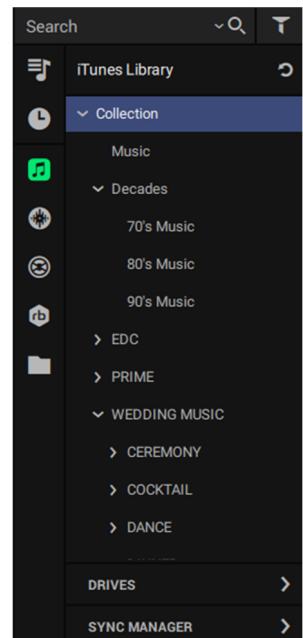 Search
iTunes Library
Collection
Music
Decades
70's Music
80's Music
90's Music
EDC
PRIME
WEDDING MUSIC
CEREMONY
COCKTAIL
DANCE
DRIVES
SYNC MANAGER
rb